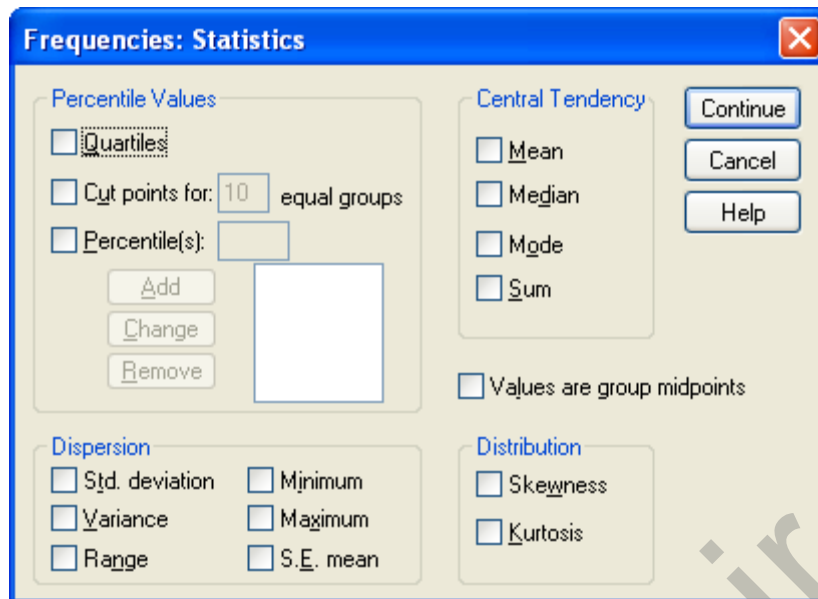 Frequencies: Statistics
Percentile Values
Quartiles
Cut points for: 10 equal groups
Percentile(s):
Add
Change
Remove
Central Tendency
Mean
Median
Mode
Sum
Continue
Cancel
Help
Values are group midpoints
Dispersion
Std. deviation
Variance
Range
Minimum
Maximum
S.E. mean
Distribution
Skewness
Kurtosis
.ir